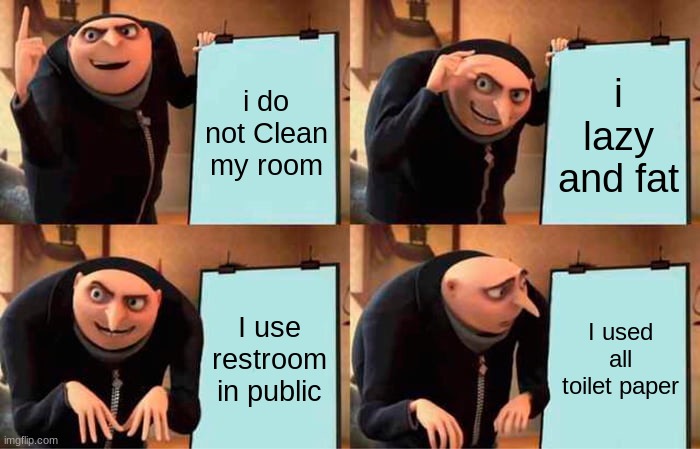 i do
not Clean
my room
i
lazy
and fat
I use
restroom
in public
I used
all
toilet paper
imgflip.com